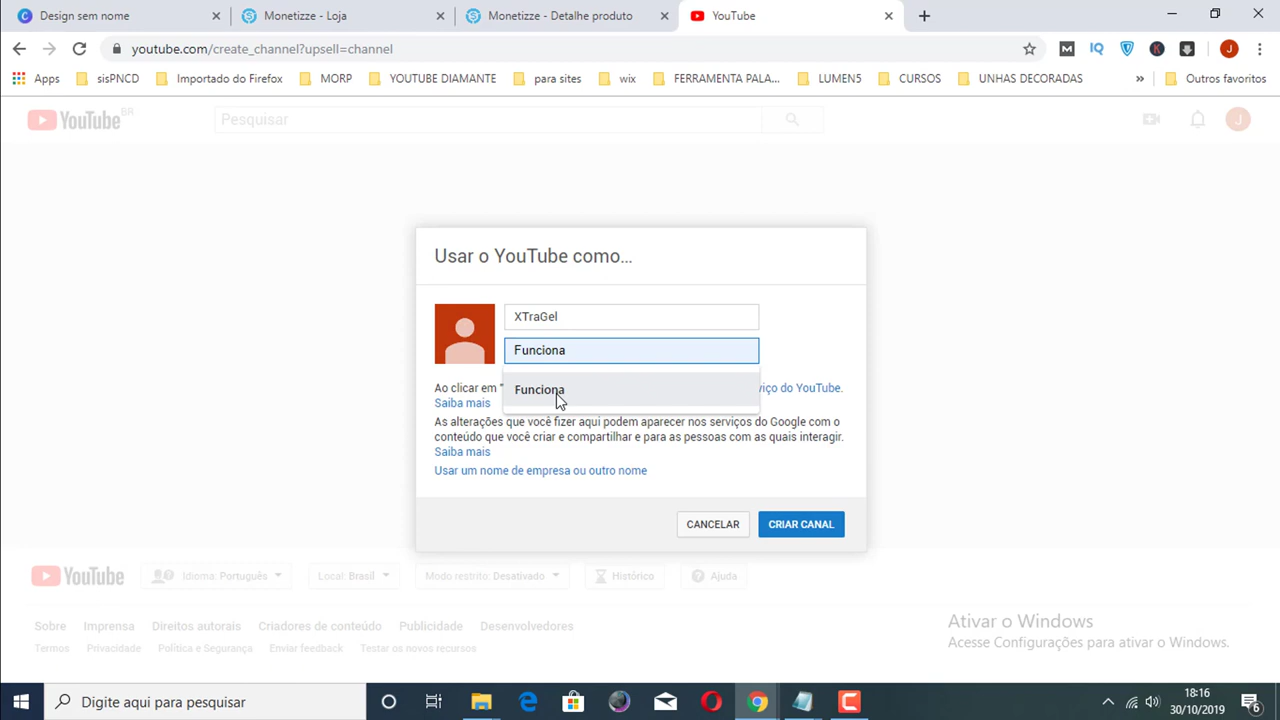 Design sem nome
Monetizze - Loja
Monetizze - Detalhe produto
YouTube
youtube.com/create_channel?upsell=channel
M
IQ
K
J
Apps
sisPNCD
Importado do Firefox
MORP
YOUTUBE DIAMANTE
para sites
wix
FERRAMENTA PALA...
LUMEN5
CURSOS
UNHAS DECORADAS
»
Outros favoritos
YouTube BR
Pesquisar
J
Usar o YouTube como...
XTraGel
Funciona
Funciona
Ao clicar em "
viço do YouTube.
Saiba mais
As alterações que você fizer aqui podem aparecer nos serviços do Google com o
conteúdo que você criar e compartilhar e para as pessoas com as quais interagir.
Saiba mais
Usar um nome de empresa ou outro nome
CANCELAR
CRIAR CANAL
YouTube
Idioma: Português
Local: Brasil
Modo restrito: Desativado
Histórico
Ajuda
Sobre
Imprensa
Direitos autorais
Criadores de conteúdo
Publicidade
Desenvolvedores
Termos
Privacidade
Política e Segurança
Enviar feedback
Testar os novos recursos
Ativar o Windows
Acesse Configurações para ativar o Windows.
Digite aqui para pesquisar
18:16
30/10/2019
6